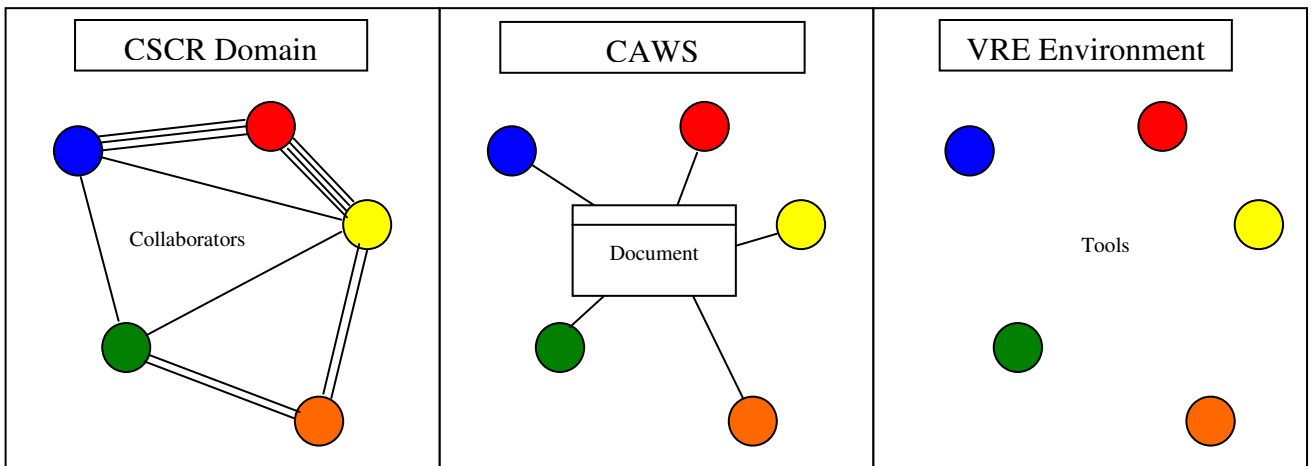 CSCR Domain
CAWS
VRE Environment
Collaborators
Document
Tools